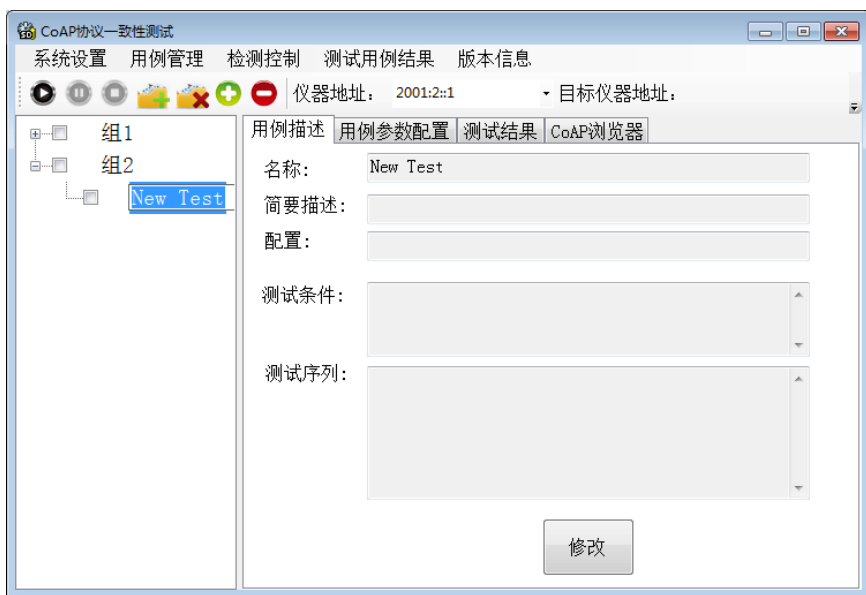 CoAP协议一致性测试
系统设置 用例管理 检测控制 测试用例结果 版本信息
仪器地址： 2001:2::1 目标仪器地址：
组1
组2
New Test
用例描述 用例参数配置 测试结果 CoAP浏览器
名称: New Test
简要描述:
配置:
测试条件:
测试序列:
修改